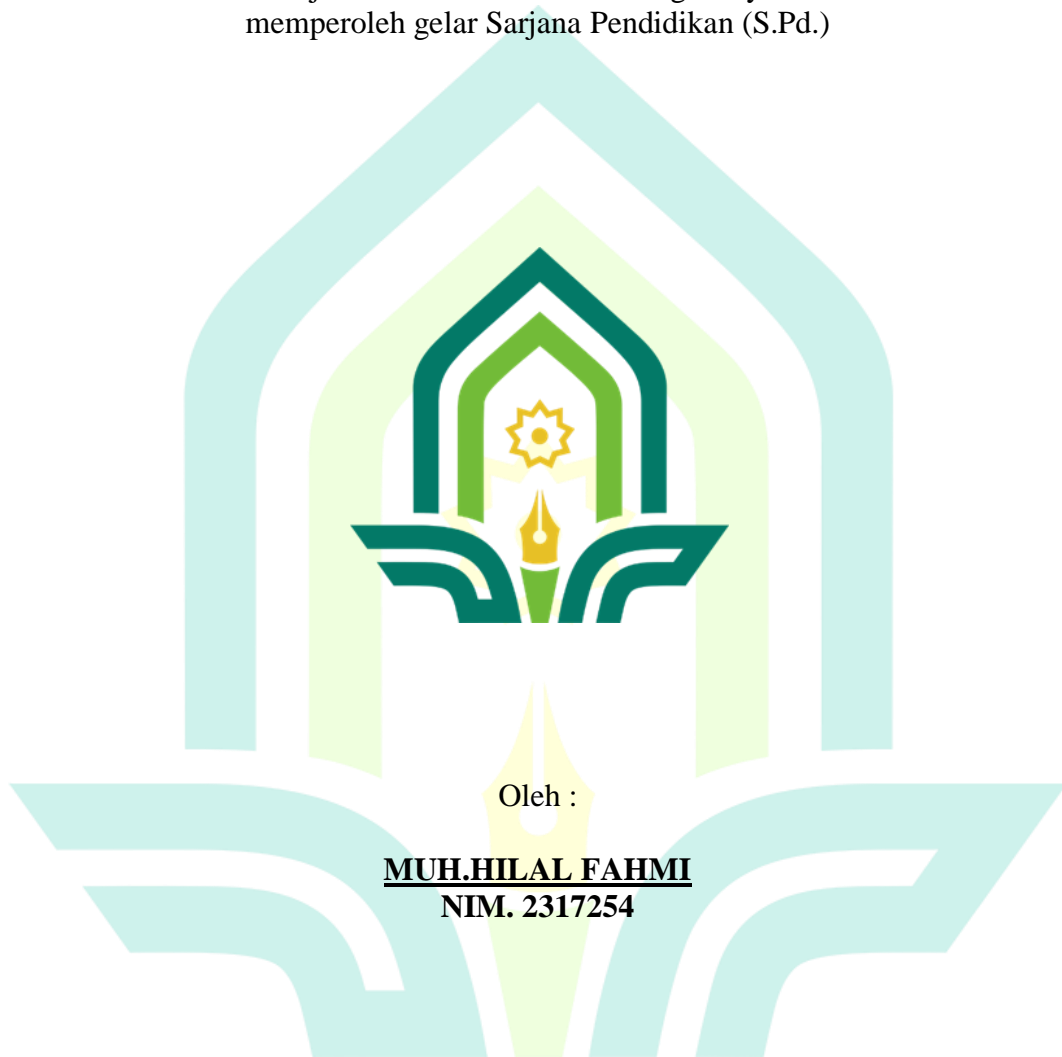 memperoleh gelar Sarjana Pendidikan (S.Pd.)
Oleh :
MUH.HILAL FAHMI
NIM. 2317254